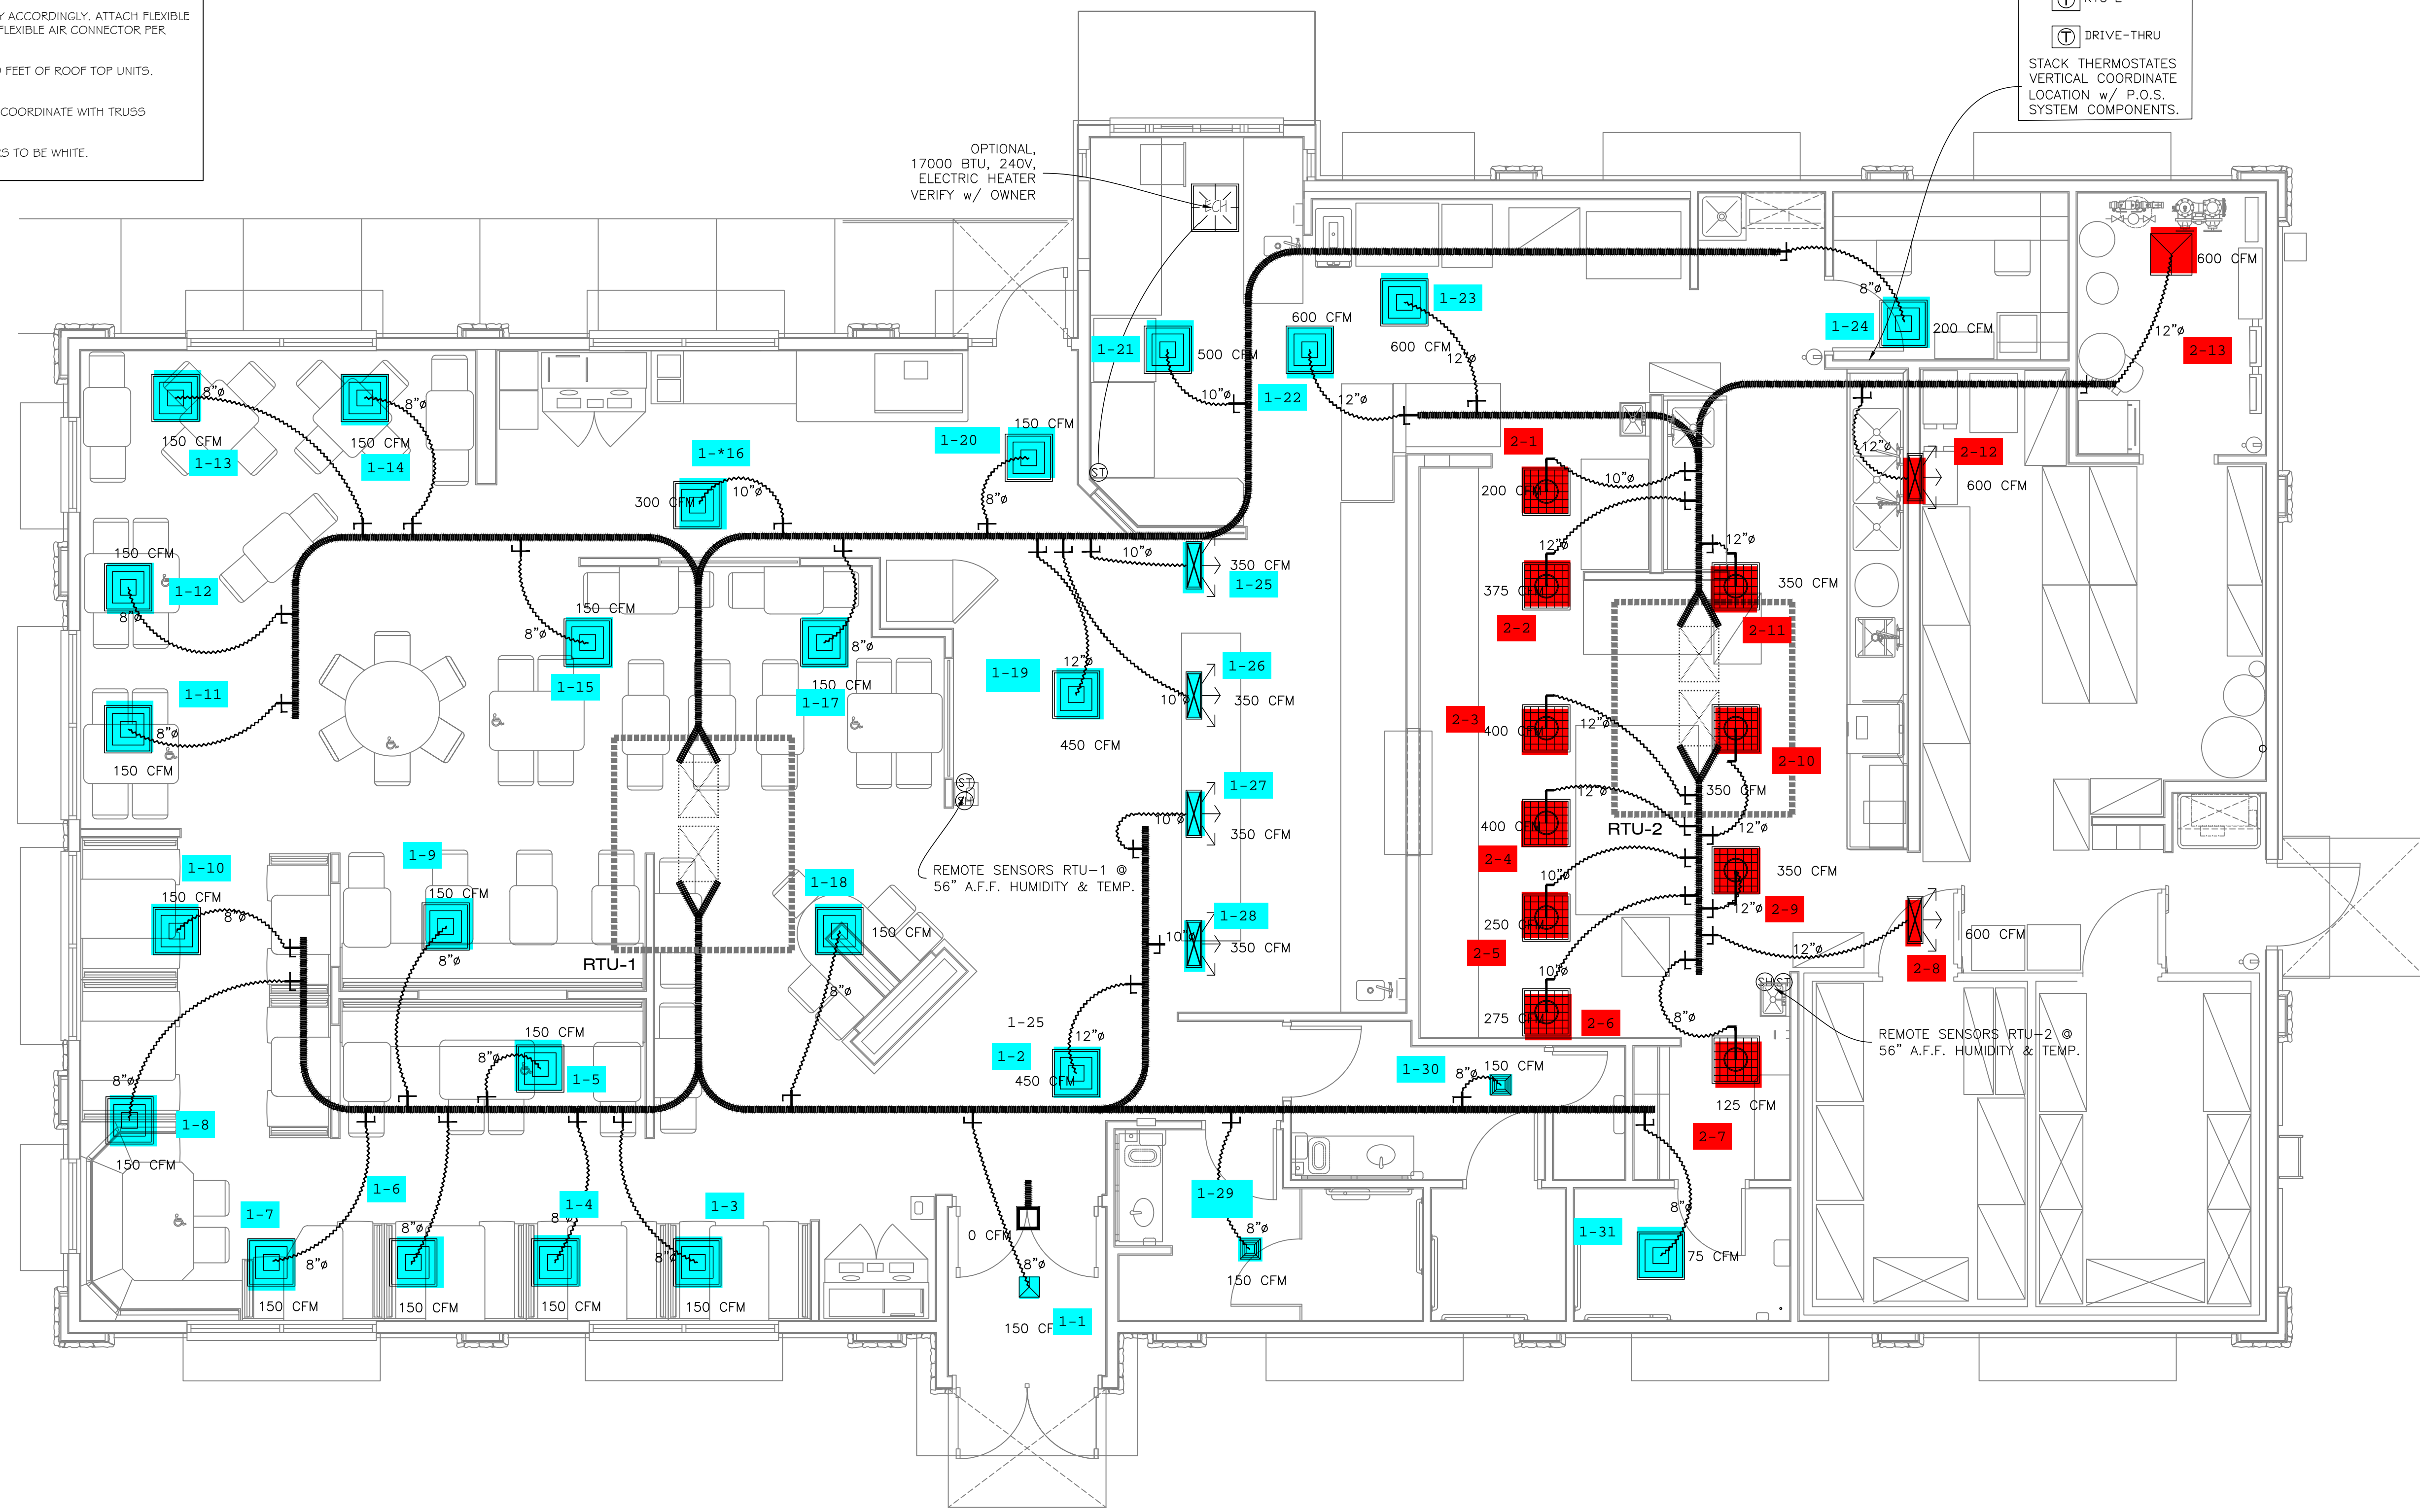 Y ACCORDINGLY. ATTACH FLEXIBLE
FLEXIBLE AIR CONNECTOR PER
FEET OF ROOF TOP UNITS.
COORDINATE WITH TRUSS
RS TO BE WHITE.
T
T DRIVE-THRU
STACK THERMOSTATES
VERTICAL COORDINATE
LOCATION w/ P.O.S.
SYSTEM COMPONENTS.
OPTIONAL,
17000 BTU, 240V,
ELECTRIC HEATER
VERIFY w/ OWNER
600 CFM
12"ø
2-13
1-23
600 CFM
12"ø
8"ø
1-24
200 CFM
600 CFM
1-22
12"ø
1-21
500 CFM
10"ø
8"ø
150 CFM
1-13
8"ø
150 CFM
1-14
1-*16
300 CFM
10"ø
1-20
150 CFM
8"ø
ST
2-1
200 CFM
10"ø
12"ø
2-12
600 CFM
150 CFM
1-12
8"ø
10"ø
350 CFM
1-25
12"ø
375 CFM
2-2
12"ø
350 CFM
2-11
150 CFM
8"ø
1-15
8"ø
150 CFM
1-17
1-19
12"ø
450 CFM
1-26
10"ø
350 CFM
1-11
8"ø
150 CFM
2-3
400 CFM
12"ø
2-10
350 CFM
12"ø
ST
SH
1-27
10"ø
350 CFM
12"ø
400 CFM
2-4
RTU-2
REMOTE SENSORS RTU-1 @
56" A.F.F. HUMIDITY & TEMP.
1-10
150 CFM
8"ø
1-9
150 CFM
8"ø
RTU-1
1-18
150 CFM
8"ø
1-28
10"ø
350 CFM
10"ø
250 CFM
2-5
350 CFM
12"ø
2-9
12"ø
600 CFM
2-8
10"ø
275 CFM
2-6
SH ST
8"ø
REMOTE SENSORS RTU-2 @
56" A.F.F. HUMIDITY & TEMP.
1-25
12"ø
1-2
450 CFM
150 CFM
8"ø
1-5
8"ø
1-8
150 CFM
1-30
8"ø
150 CFM
125 CFM
2-7
1-6
1-7
8"ø
150 CFM
8"ø
150 CFM
1-4
150 CFM
1-3
8"ø
150 CFM
0 CFM
8"ø
1-1
1-29
8"ø
150 CFM
1-31
8"ø
75 CFM